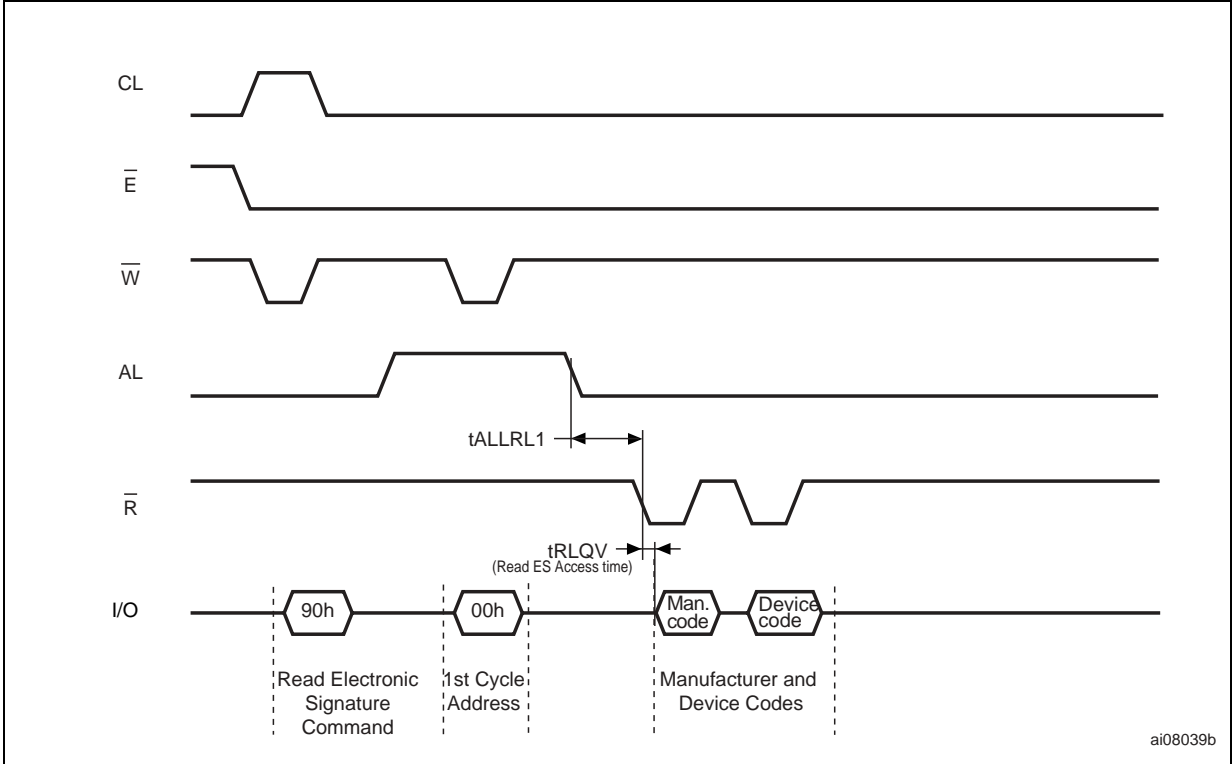 CL
E
W
AL
tALLRL1
R
tRLQV
(Read ES Access time)
I/O
90h
00h
Man.
code
Device
code
Read Electronic
Signature
Command
1st Cycle
Address
Manufacturer and
Device Codes
ai08039b